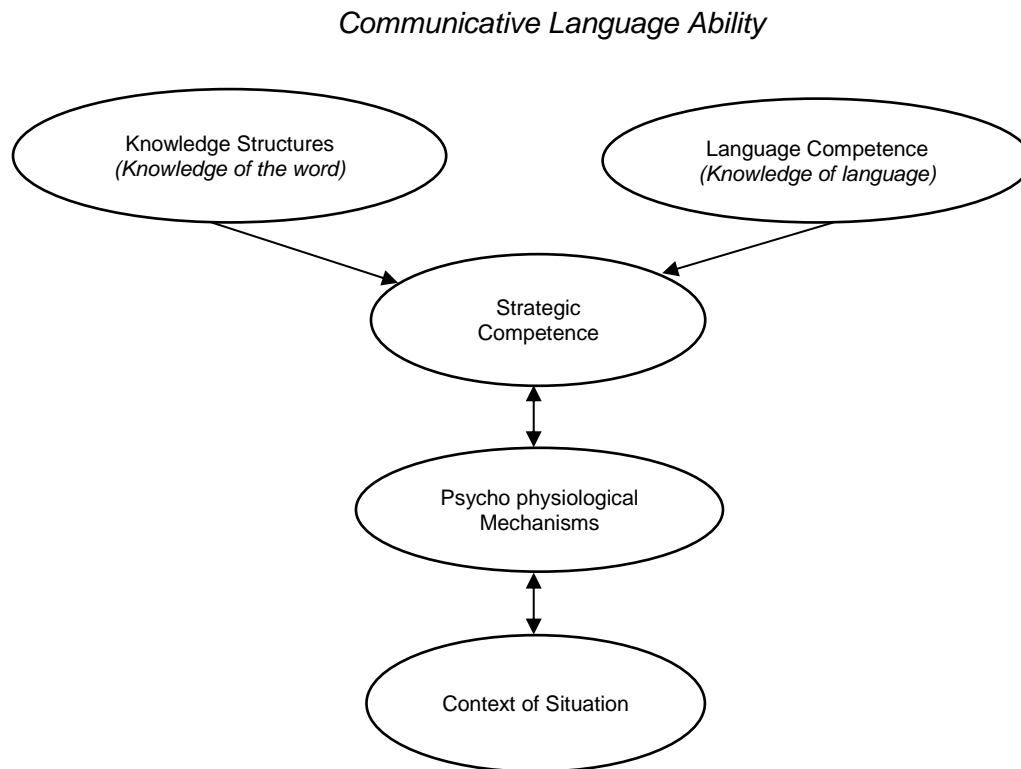 Communicative Language Ability
Knowledge Structures
(Knowledge of the word)
Language Competence
(Knowledge of language)
Strategic
Competence
Psycho physiological
Mechanisms
Context of Situation